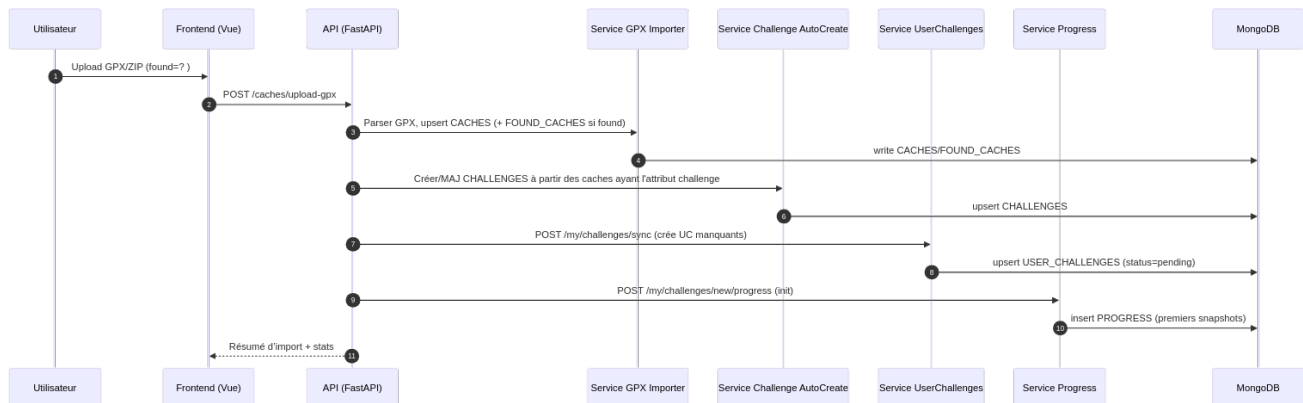 Utilisateur
Frontend (Vue)
API (FastAPI)
Service GPX Importer
Service Challenge AutoCreate
Service UserChallenges
Service Progress
MongoDB
1
Upload GPX/ZIP (found=? )
2
POST /caches/upload-gpx
3
Parser GPX, upsert CACHES (+ FOUND_CACHES si found)
4
write CACHES/FOUND_CACHES
5
Créer/MAJ CHALLENGES à partir des caches ayant l'attribut challenge
6
upsert CHALLENGES
7
POST /my/challenges/sync (crée UC manquants)
8
upsert USER_CHALLENGES (status=pending)
9
POST /my/challenges/new/progress (init)
10
insert PROGRESS (premiers snapshots)
11
Résumé d'import + stats
Utilisateur
Frontend (Vue)
API (FastAPI)
Service GPX Importer
Service Challenge AutoCreate
Service UserChallenges
Service Progress
MongoDB